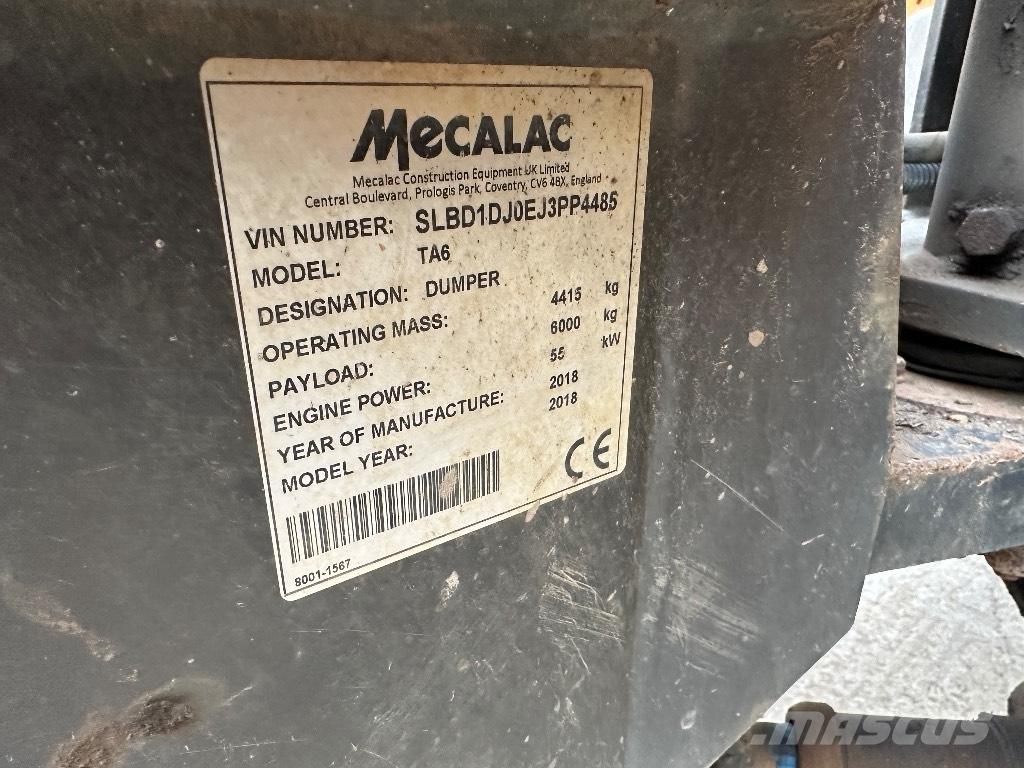 MECALAC
Mecalac Construction Equipment UK Limited
Central Boulevard, Prologis Park, Coventry, CV6 4BX, England
VIN NUMBER: SLBD1DJ0EJ3PP4485
MODEL: TA6
DESIGNATION: DUMPER
OPERATING MASS: 4415 kg
PAYLOAD: 6000 kg
ENGINE POWER: 55 kW
YEAR OF MANUFACTURE: 2018
MODEL YEAR: 2018
CE
8001-1567
MASCUS